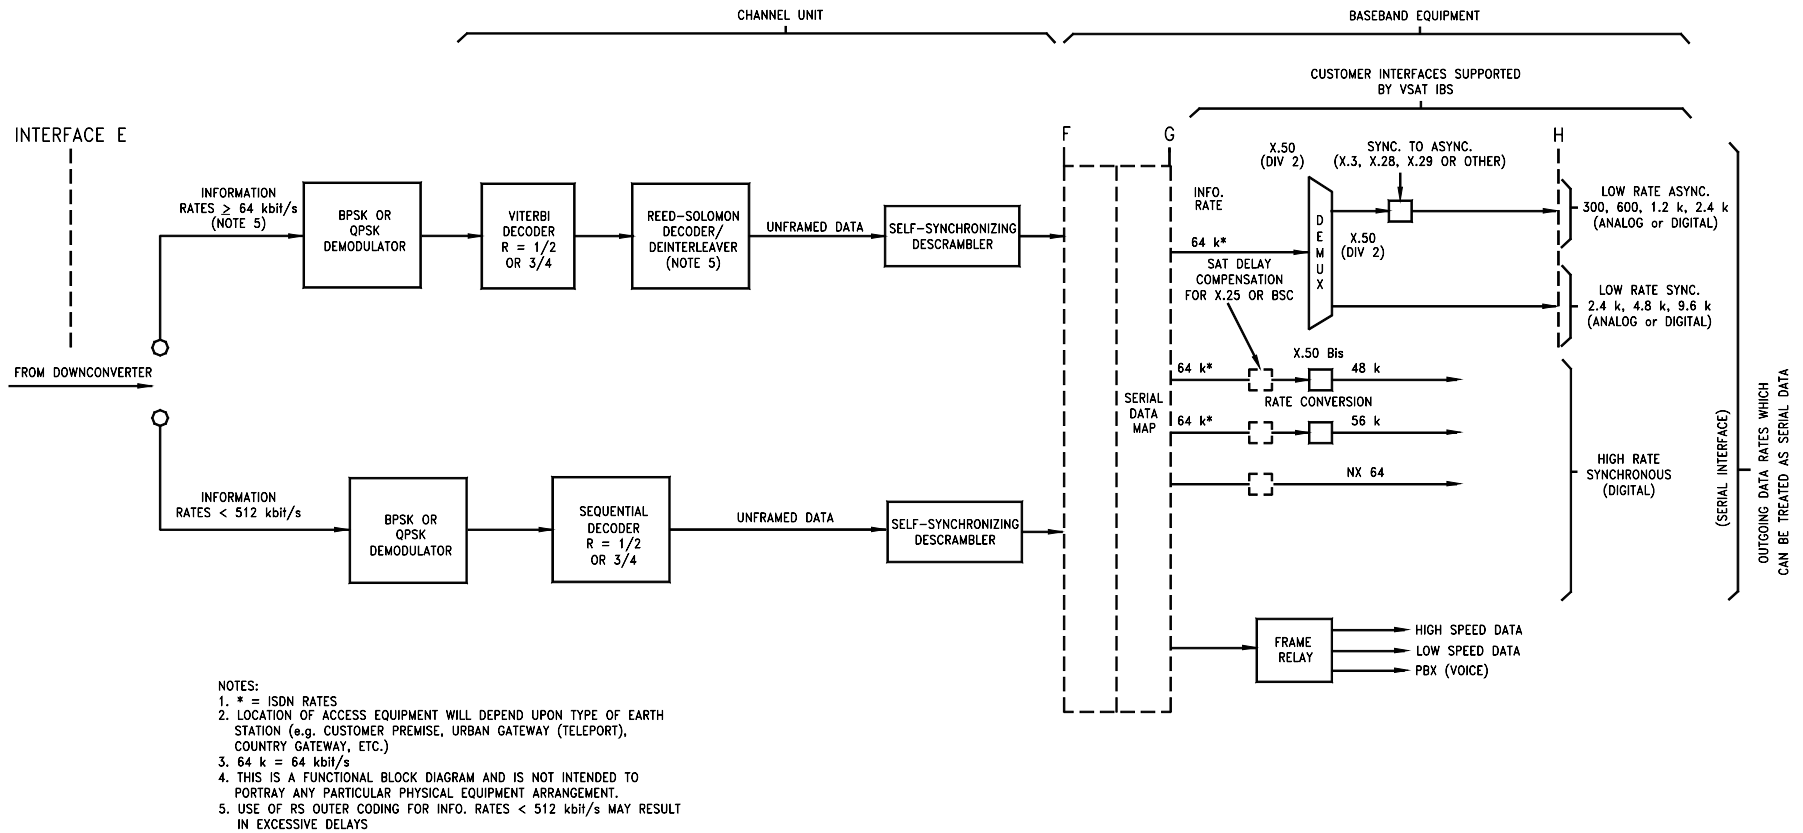 CHANNEL UNIT
BASEBAND EQUIPMENT
CUSTOMER INTERFACES SUPPORTED
BY VSAT IBS
INTERFACE E
F
G
H
INFORMATION
RATES ≥ 64 kbit/s
(NOTE 5)
BPSK OR
QPSK
DEMODULATOR
VITERBI
DECODER
R = 1/2
OR 3/4
REED-SOLOMON
DECODER/
DEINTERLEAVER
(NOTE 5)
UNFRAMED DATA
SELF-SYNCHRONIZING
DESCRAMBLER
INFO.
RATE
64 k*
X.50
(DIV 2)
SYNC. TO ASYNC.
(X.3, X.28, X.29 OR OTHER)
DEMUX
X.50
(DIV 2)
LOW RATE ASYNC.
300, 600, 1.2 k, 2.4 k
(ANALOG or DIGITAL)
SAT DELAY
COMPENSATION
FOR X.25 OR BSC
LOW RATE SYNC.
2.4 k, 4.8 k, 9.6 k
(ANALOG or DIGITAL)
FROM DOWNCONVERTER
SERIAL
DATA
MAP
64 k*
X.50 Bis
48 k
RATE CONVERSION
64 k*
56 k
NX 64
HIGH RATE
SYNCHRONOUS
(DIGITAL)
(SERIAL INTERFACE)
OUTGOING DATA RATES WHICH
CAN BE TREATED AS SERIAL DATA
INFORMATION
RATES < 512 kbit/s
BPSK OR
QPSK
DEMODULATOR
SEQUENTIAL
DECODER
R = 1/2
OR 3/4
UNFRAMED DATA
SELF-SYNCHRONIZING
DESCRAMBLER
FRAME
RELAY
HIGH SPEED DATA
LOW SPEED DATA
PBX (VOICE)
NOTES:
1. * = ISDN RATES
2. LOCATION OF ACCESS EQUIPMENT WILL DEPEND UPON TYPE OF EARTH
STATION (e.g. CUSTOMER PREMISE, URBAN GATEWAY (TELEPORT),
COUNTRY GATEWAY, ETC.)
3. 64 k = 64 kbit/s
4. THIS IS A FUNCTIONAL BLOCK DIAGRAM AND IS NOT INTENDED TO
PORTRAY ANY PARTICULAR PHYSICAL EQUIPMENT ARRANGEMENT.
5. USE OF RS OUTER CODING FOR INFO. RATES < 512 kbit/s MAY RESULT
IN EXCESSIVE DELAYS